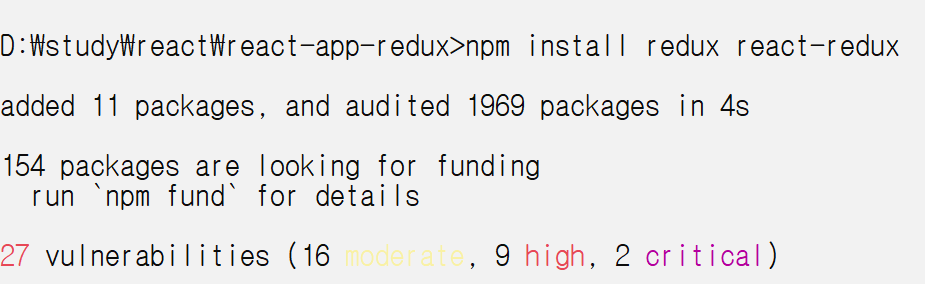 D:₩study₩react₩react-app-redux>npm install redux react-redux
added 11 packages, and audited 1969 packages in 4s
154 packages are looking for funding
run `npm fund` for details
27 vulnerabilities (16 moderate, 9 high, 2 critical)